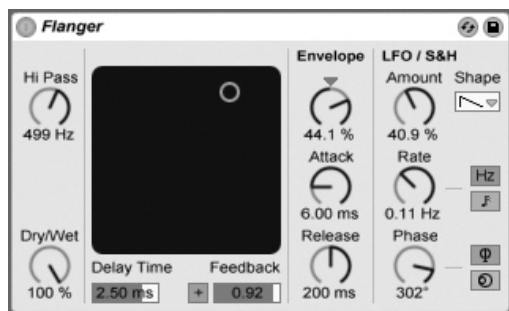 Flanger
Envelope
LFO / S&H
Hi Pass
499 Hz
44.1 %
Amount
40.9 %
Shape
Attack
6.00 ms
Rate
0.11 Hz
Hz
Dry/Wet
100 %
Delay Time
2.50 ms
Feedback
+
0.92
Release
200 ms
Phase
302°
Φ